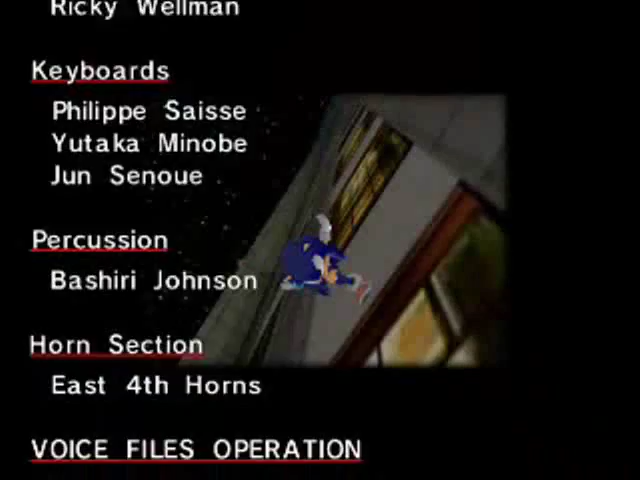 Ricky Wellman
Keyboards
Philippe Saisse
Yutaka Minobe
Jun Senoue
Percussion
Bashiri Johnson
Horn Section
East 4th Horns
VOICE FILES OPERATION